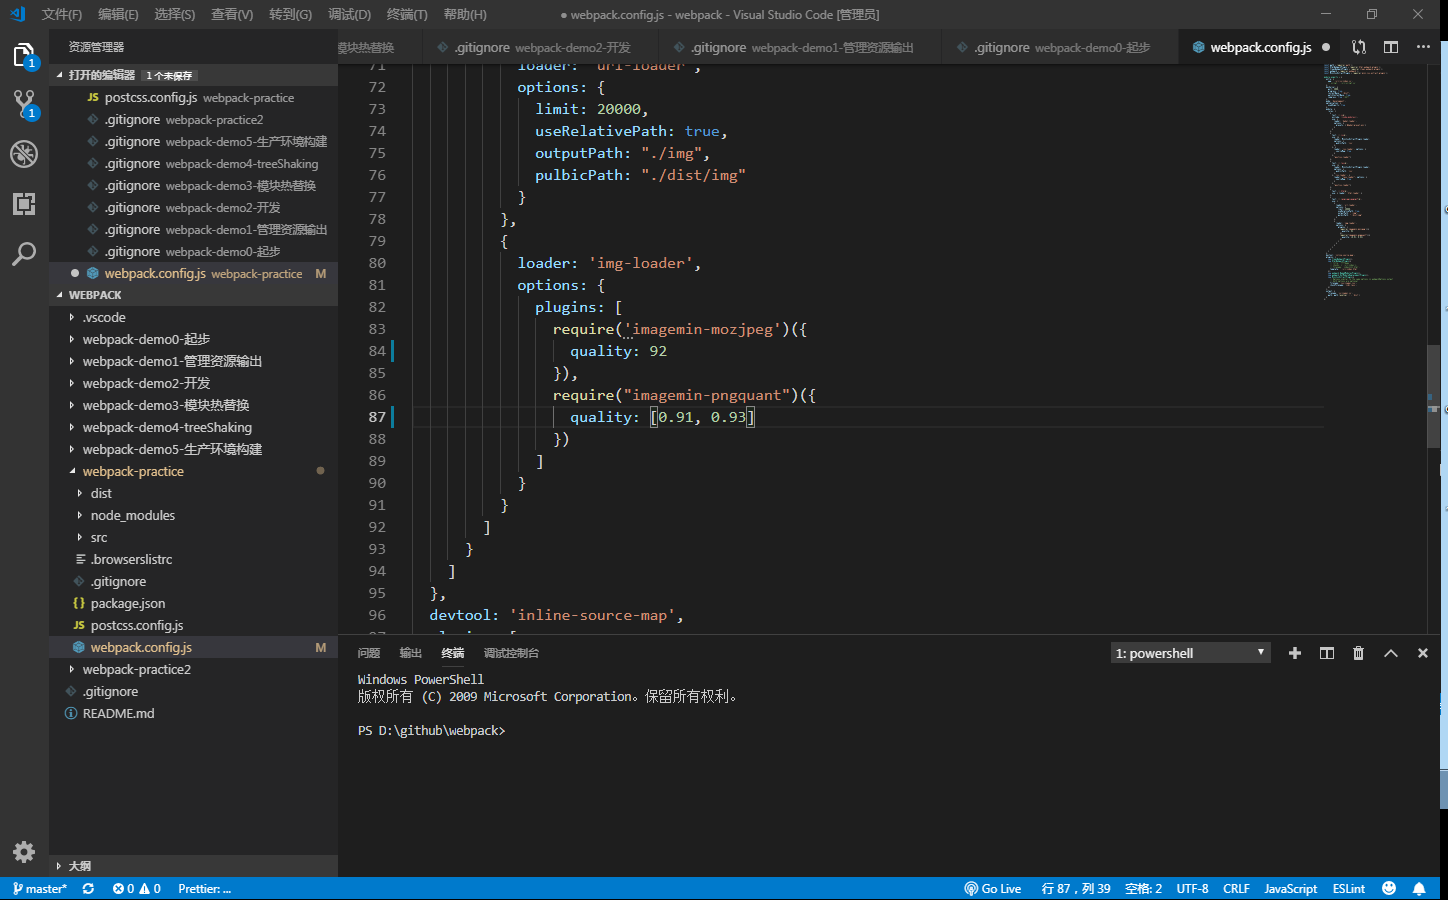 文件(F) 编辑(E) 选择(S) 查看(V) 转到(G) 调试(D) 终端(T) 帮助(H) ● webpack.config.js - webpack - Visual Studio Code [管理员]
资源管理器
模块热替换 .gitignore webpack-demo2-开发 .gitignore webpack-demo1-管理资源输出 .gitignore webpack-demo0-起步 webpack.config.js ●
打开的编辑器 1 个未保存
JS postcss.config.js webpack-practice
.gitignore webpack-practice2
.gitignore webpack-demo5-生产环境构建
.gitignore webpack-demo4-treeShaking
.gitignore webpack-demo3-模块热替换
.gitignore webpack-demo2-开发
.gitignore webpack-demo1-管理资源输出
.gitignore webpack-demo0-起步
● webpack.config.js webpack-practice M
WEBPACK
.vscode
webpack-demo0-起步
webpack-demo1-管理资源输出
webpack-demo2-开发
webpack-demo3-模块热替换
webpack-demo4-treeShaking
webpack-demo5-生产环境构建
webpack-practice
dist
node_modules
src
.browserslistrc
.gitignore
{} package.json
JS postcss.config.js
webpack.config.js M
webpack-practice2
.gitignore
README.md
大纲
1
1
71 loader: 'url-loader',
72 options: {
73 limit: 20000,
74 useRelativePath: true,
75 outputPath: "./img",
76 pulbicPath: "./dist/img"
77 }
78 },
79 {
80 loader: 'img-loader',
81 options: {
82 plugins: [
83 require('imagemin-mozjpeg')({
84 quality: 92
85 }),
86 require("imagemin-pngquant")({
87 quality: [0.91, 0.93]
88 })
89 ]
90 }
91 }
92 ]
93 }
94 ]
95 },
96 devtool: 'inline-source-map',
问题 输出 终端 调试控制台 1: powershell
Windows PowerShell
版权所有 (C) 2009 Microsoft Corporation。保留所有权利。
PS D:\github\webpack>
master* 0 0 Prettier: ... Go Live 行 87，列 39 空格: 2 UTF-8 CRLF JavaScript ESLint